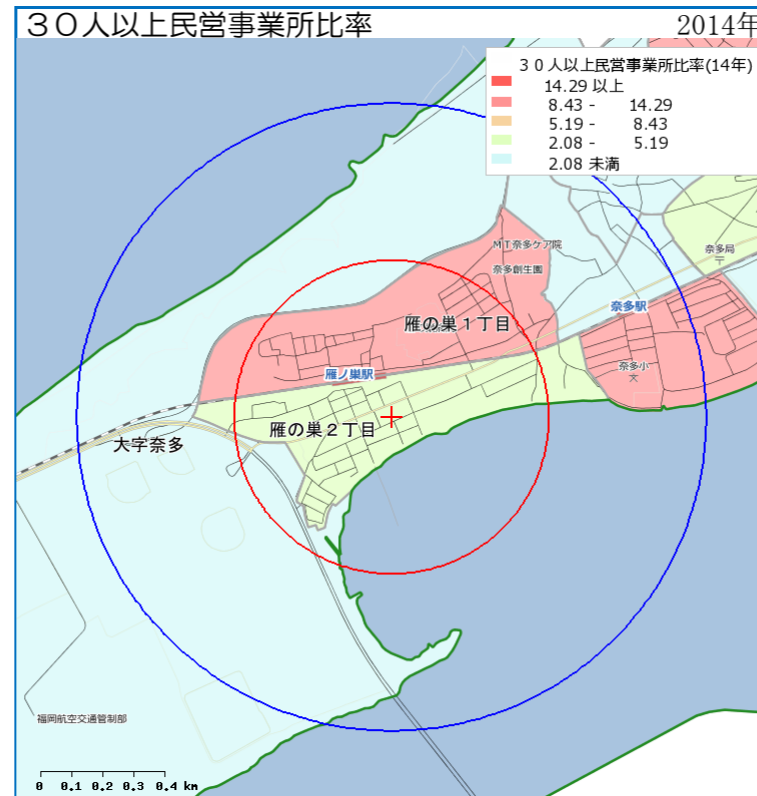 30人以上民営事業所比率
2014年
30人以上民営事業所比率(14年)
14.29 以上
8.43 - 14.29
5.19 - 8.43
2.08 - 5.19
2.08 未満
MT奈多ケア院
奈多創生園
奈多局
奈多駅
雁の巣1丁目
奈多小
雁ノ巣駅
雁の巣2丁目
大字奈多
福岡航空交通管制部
0 0.1 0.2 0.3 0.4 km